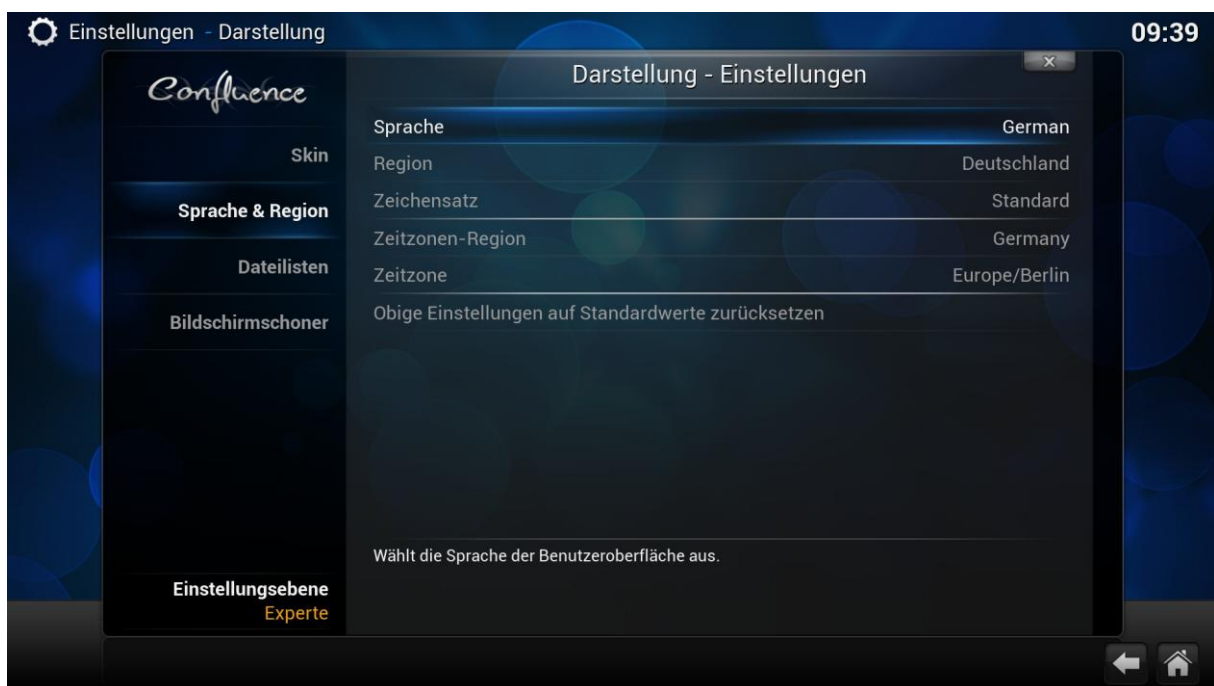 Einstellungen - Darstellung
09:39
Confluence
Skin
Sprache & Region
Dateilisten
Bildschirmschoner
Einstellungsebene
Experte
Darstellung - Einstellungen
X
Sprache German
Region Deutschland
Zeichensatz Standard
Zeitzonen-Region Germany
Zeitzone Europe/Berlin
Obige Einstellungen auf Standardwerte zurücksetzen
Wählt die Sprache der Benutzeroberfläche aus.